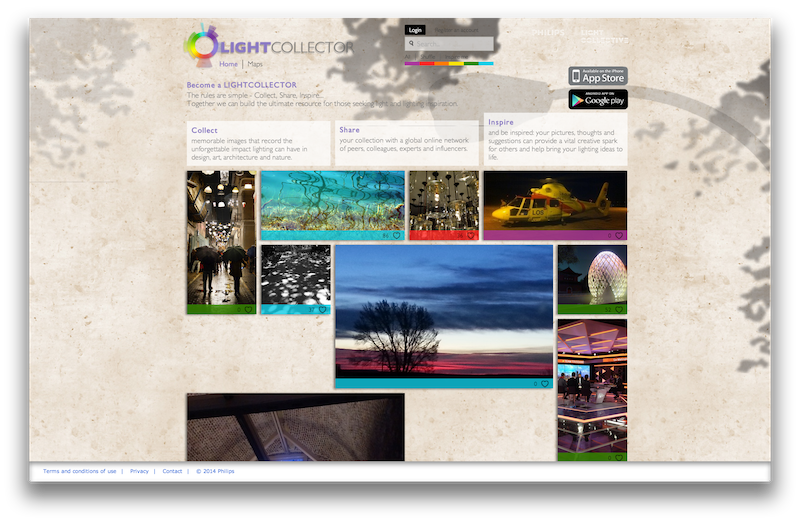 Login
LIGHTCOLLECTOR
Search...
Home | Maps
Available on the iPhone
App Store
ANDROID APP ON
Google play
Become a LIGHTCOLLECTOR
The rules are simple - Collect, Share, Inspire...
Together we can build the ultimate resource for those seeking light and lighting inspiration
Collect
memorable images that record the
unforgettable impact lighting can have in
design, art, architecture and nature.
Share
your collection with a global online network
of peers, colleagues, experts and influencers.
Inspire
and be inspired your pictures, thoughts and
suggestions can provide a vital creative spark
for others and help bring your lighting ideas to
life.
Terms and conditions of use | Privacy | Contact | © 2014 Philips